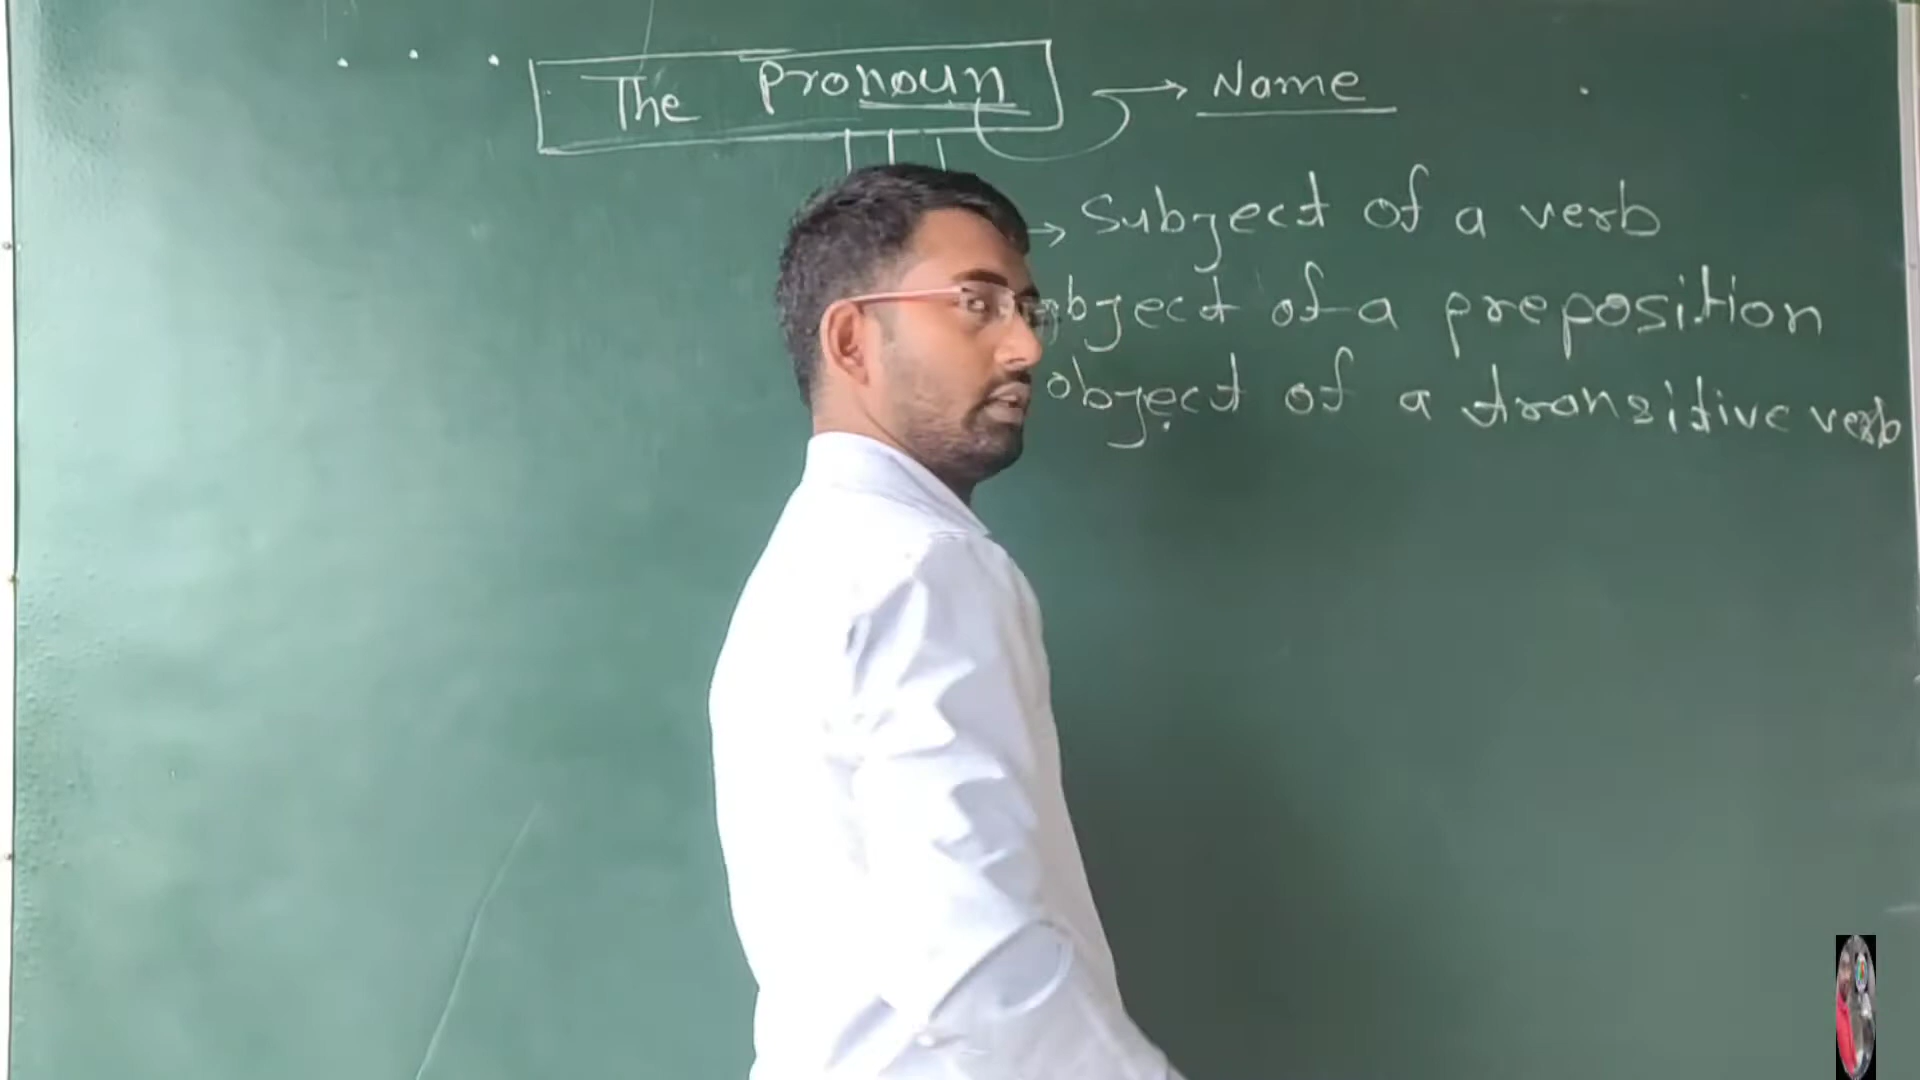 The Pronoun → Name
→ Subject of a verb
object of a preposition
object of a transitive verb